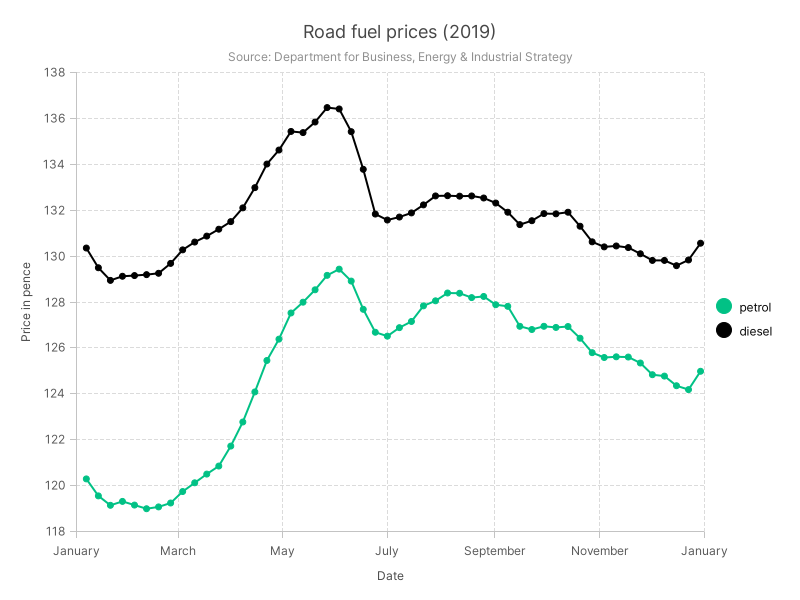 Road fuel prices (2019)
Source: Department for Business, Energy & Industrial Strategy
138
136
134
132
130
128
126
124
122
120
118
Price in pence
January
March
May
July
September
November
January
Date
petrol
diesel